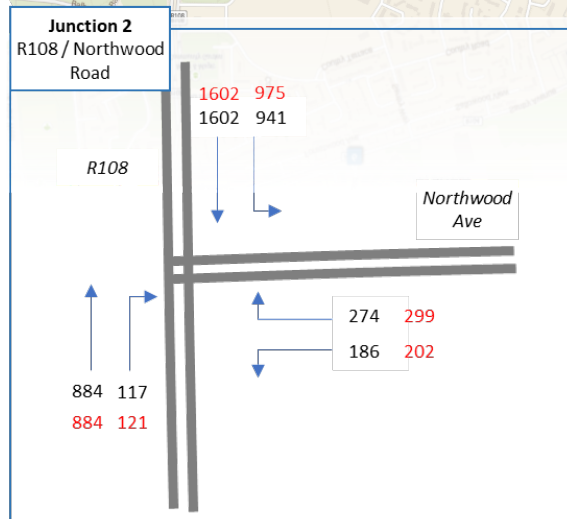 R108
Junction 2
R108 / Northwood
Road
1602 975
1602 941
R108
Northwood
Ave
274 299
186 202
884 117
884 121